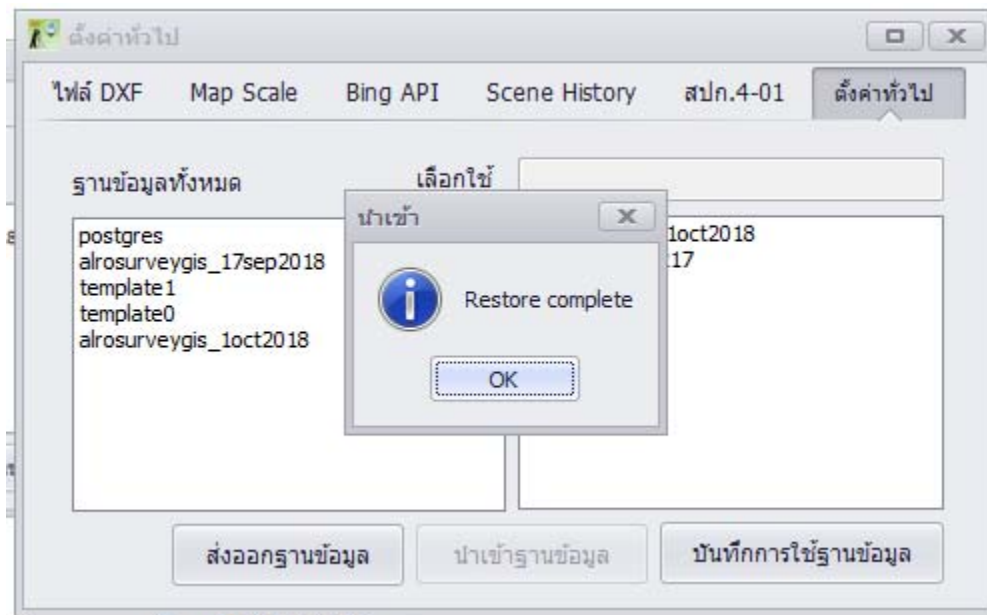 ตั้งค่าทั่วไป
ไฟล์ DXF Map Scale Bing API Scene History สปก.4-01 ตั้งค่าทั่วไป
ฐานข้อมูลทั้งหมด เลือกใช้
นำเข้า
postgres
alrosurveygis_17sep2018
template1
template0
alrosurveygis_1oct2018
1oct2018
:17
Restore complete
OK
ส่งออกฐานข้อมูล นำเข้าฐานข้อมูล บันทึกการใช้ฐานข้อมูล